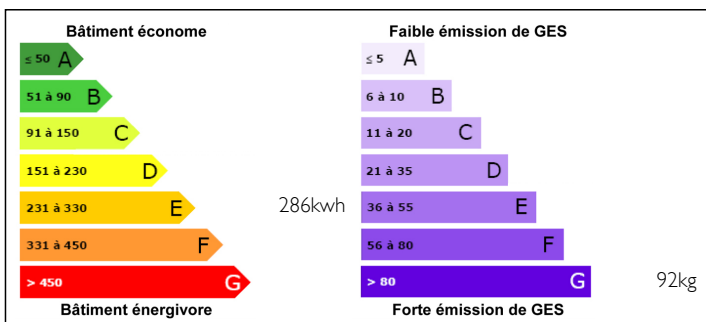 Bâtiment économe
≤ 50 A
51 à 90 B
91 à 150 C
151 à 230 D
231 à 330 E
286kwh
331 à 450 F
> 450 G
Bâtiment énergivore
Faible émission de GES
≤ 5 A
6 à 10 B
11 à 20 C
21 à 35 D
36 à 55 E
56 à 80 F
> 80 G
92kg
Forte émission de GES